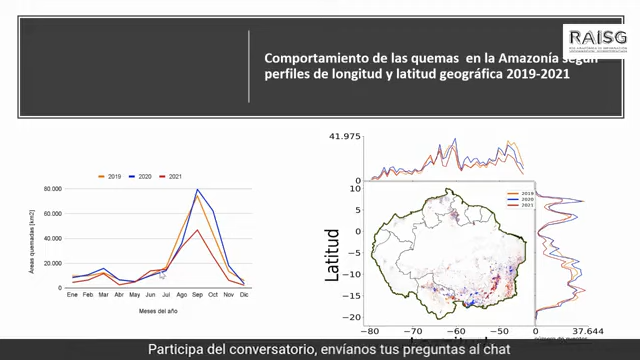 Comportamiento de las quemas en la Amazonía según
perfiles de longitud y latitud geográfica 2019-2021
RAISG
2019 2020 2021
Áreas quemadas [km2]
80.000
60.000
40.000
20.000
0
Ene Feb Mar Abr May Jun Jul Ago Sep Oct Nov Dic
Meses del año
41.975
0
Latitud
10
5
0
−5
−10
−15
−20
2019
2020
2021
−80 −70 −60 −50 0 37.644
Participa del conversatorio, envíanos tus preguntas al chat